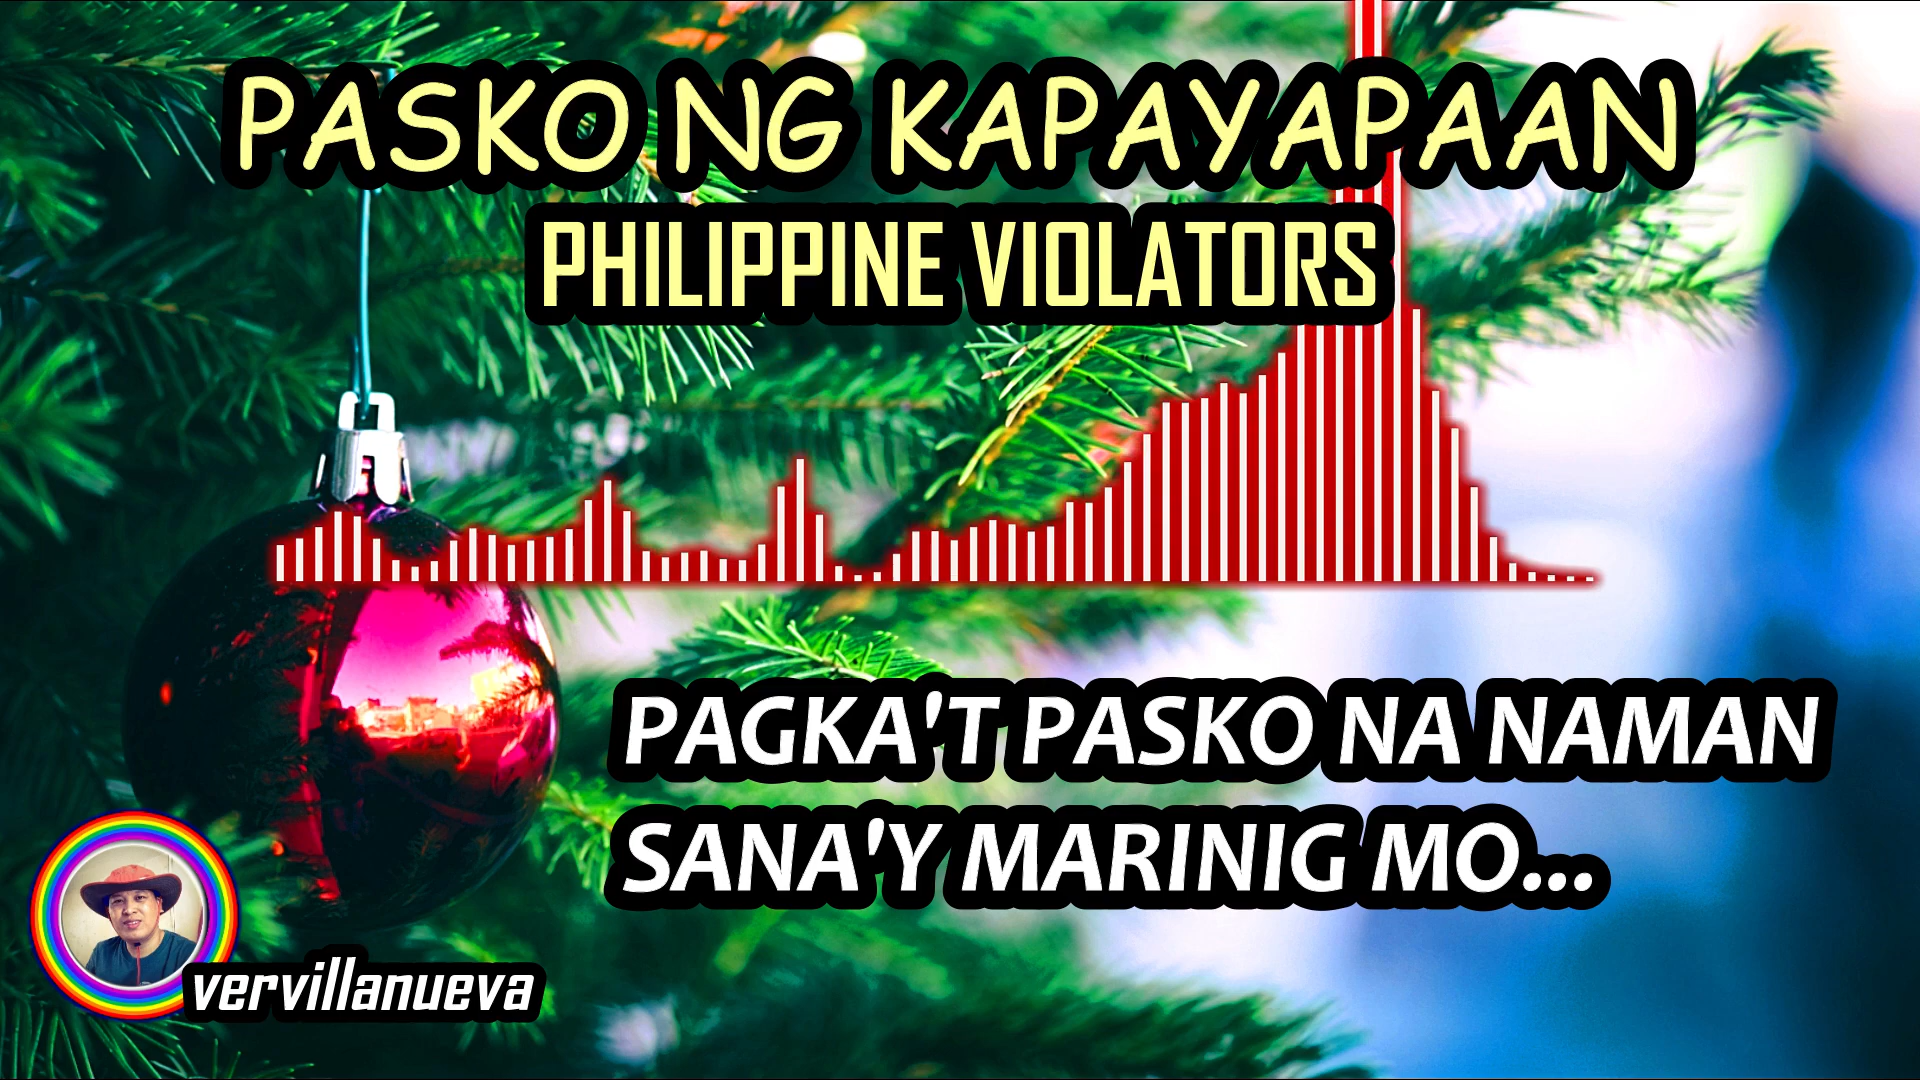 PASKO NG KAPAYAPAAN
PHILIPPINE VIOLATORS
PAGKA'T PASKO NA NAMAN
SANA'Y MARINIG MO...
vervillanueva